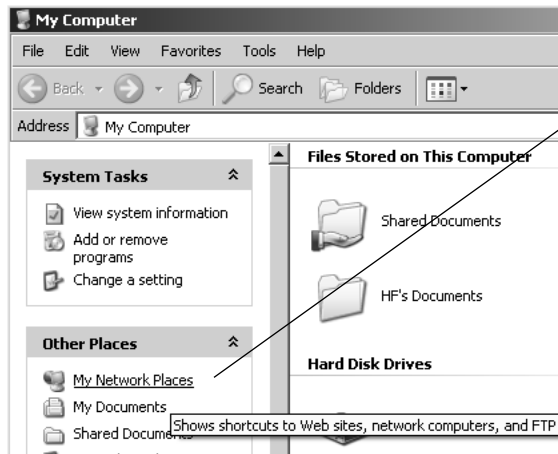 My Computer
File Edit View Favorites Tools Help
Back Search Folders
Address My Computer
System Tasks
View system information
Add or remove
programs
Change a setting
Other Places
My Network Places
My Documents
Shared Documents
Files Stored on This Computer
Shared Documents
HF's Documents
Hard Disk Drives
Shows shortcuts to Web sites, network computers, and FTP